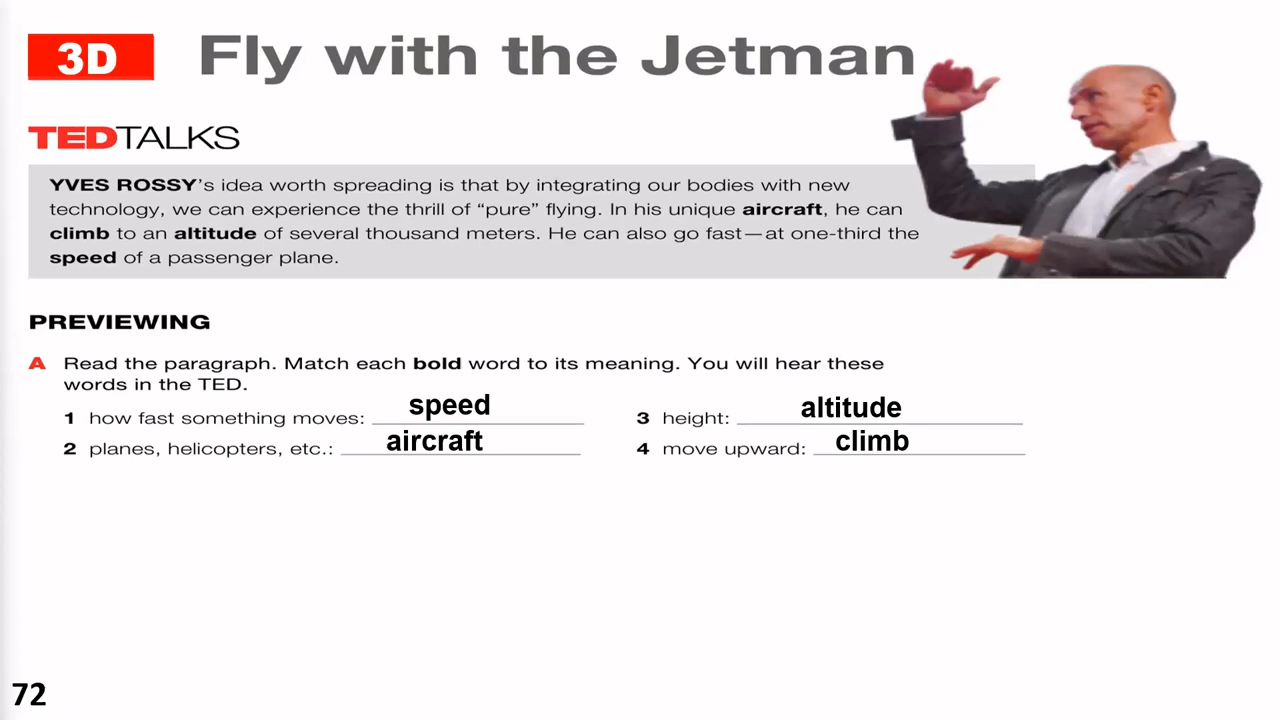 3D Fly with the Jetman
TEDTALKS
YVES ROSSY's idea worth spreading is that by integrating our bodies with new
technology, we can experience the thrill of “pure” flying. In his unique aircraft, he can
climb to an altitude of several thousand meters. He can also go fast—at one-third the
speed of a passenger plane.
PREVIEWING
A Read the paragraph. Match each bold word to its meaning. You will hear these
words in the TED.
1 how fast something moves: speed
2 planes, helicopters, etc.: aircraft
3 height: altitude
4 move upward: climb
72